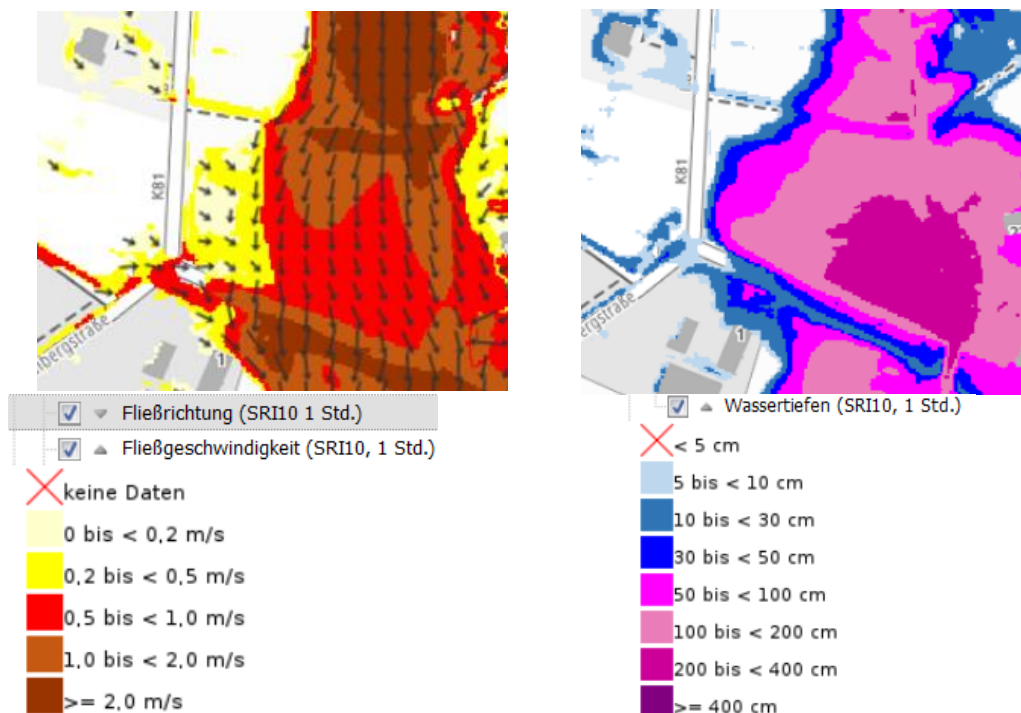 K81
nbergstraße
1
Fließrichtung (SRI10 1 Std.)
Fließgeschwindigkeit (SRI10, 1 Std.)
keine Daten
0 bis < 0,2 m/s
0,2 bis < 0,5 m/s
0,5 bis < 1,0 m/s
1,0 bis < 2,0 m/s
>= 2,0 m/s
K81
bergstraße
1
Wassertiefen (SRI10, 1 Std.)
< 5 cm
5 bis < 10 cm
10 bis < 30 cm
30 bis < 50 cm
50 bis < 100 cm
100 bis < 200 cm
200 bis < 400 cm
>= 400 cm